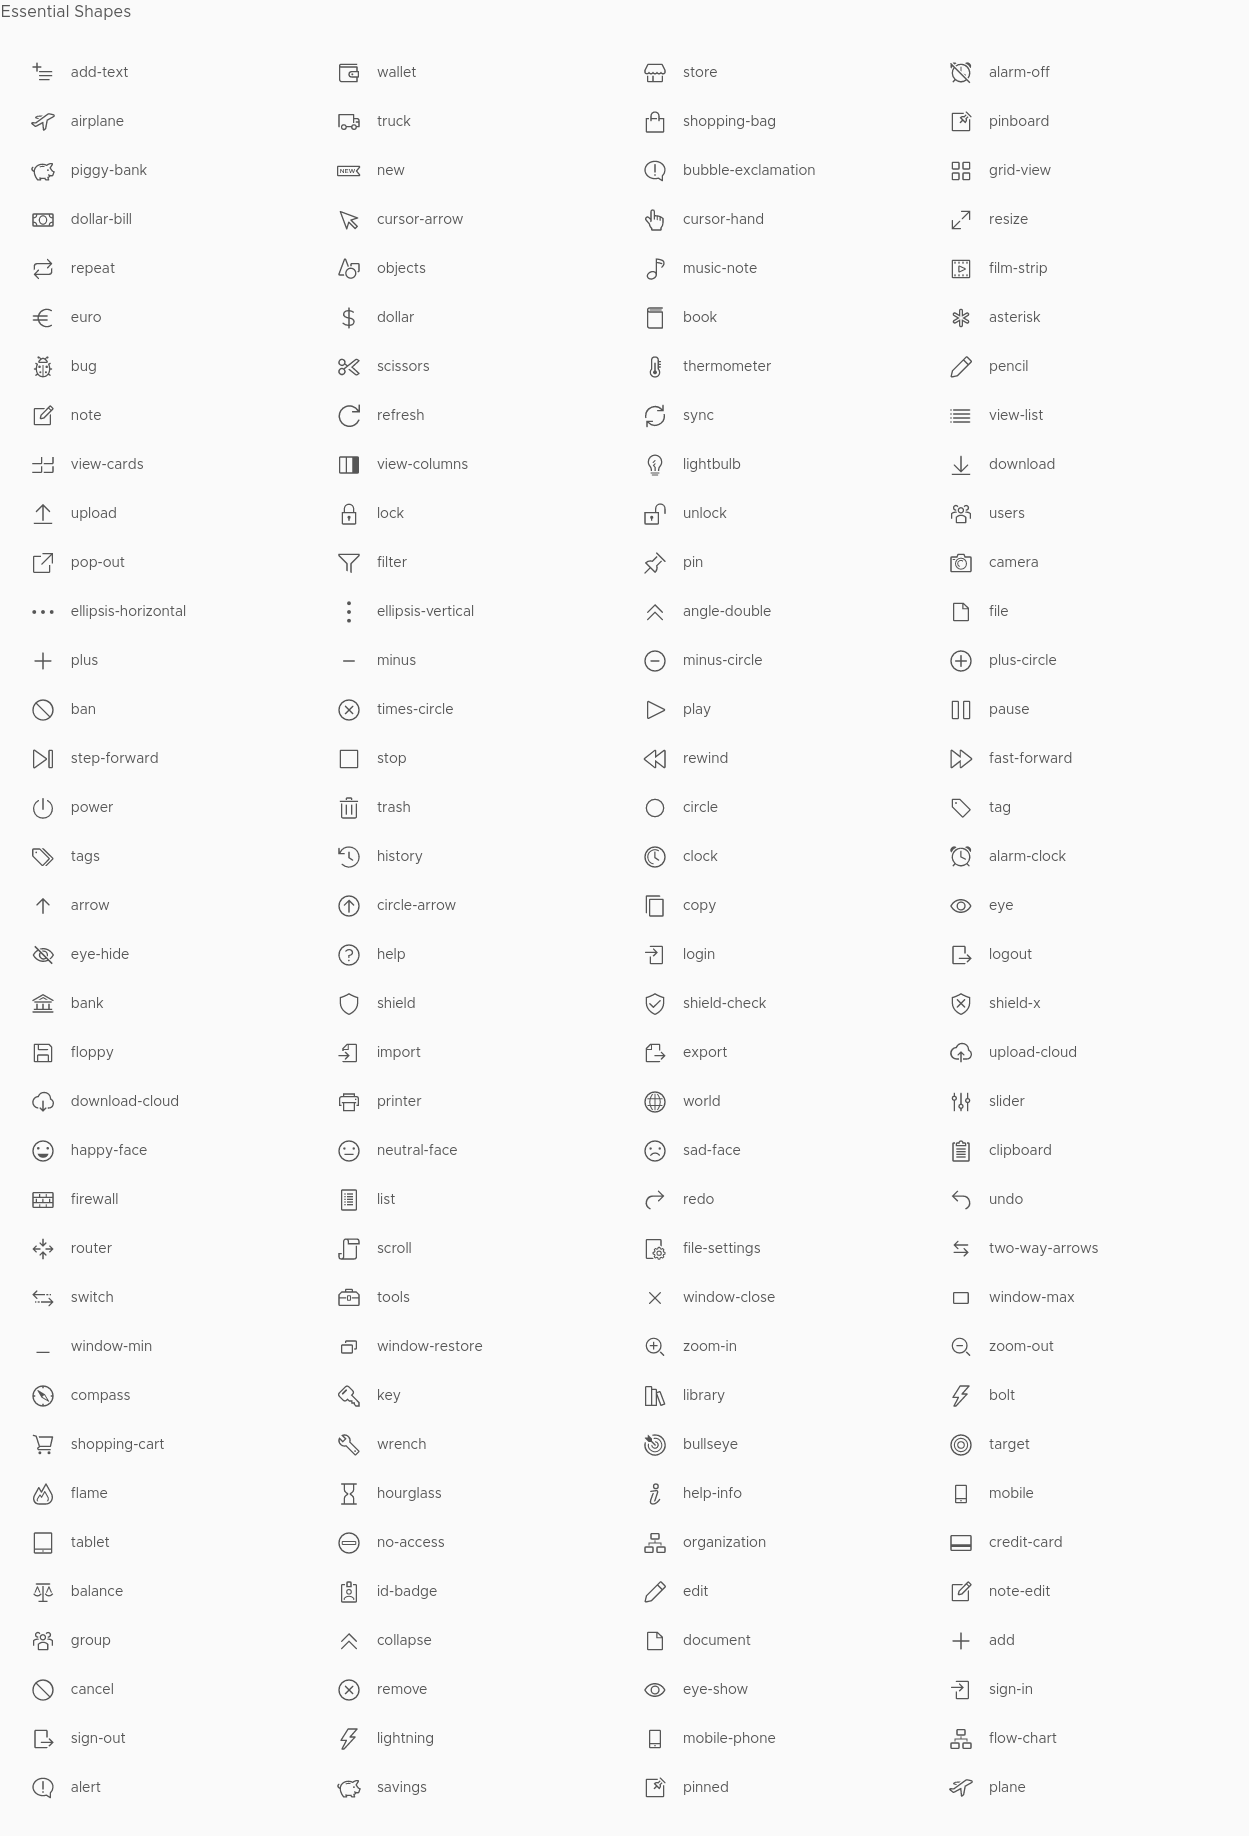 Essential Shapes
add-text wallet store alarm-off
airplane truck shopping-bag pinboard
piggy-bank NEW new bubble-exclamation grid-view
dollar-bill cursor-arrow cursor-hand resize
repeat objects music-note film-strip
euro dollar book asterisk
bug scissors thermometer pencil
note refresh sync view-list
view-cards view-columns lightbulb download
upload lock unlock users
pop-out filter pin camera
ellipsis-horizontal ellipsis-vertical angle-double file
plus minus minus-circle plus-circle
ban times-circle play pause
step-forward stop rewind fast-forward
power trash circle tag
tags history clock alarm-clock
arrow circle-arrow copy eye
eye-hide help login logout
bank shield shield-check shield-x
floppy import export upload-cloud
download-cloud printer world slider
happy-face neutral-face sad-face clipboard
firewall list redo undo
router scroll file-settings two-way-arrows
switch tools window-close window-max
window-min window-restore zoom-in zoom-out
compass key library bolt
shopping-cart wrench bullseye target
flame hourglass help-info mobile
tablet no-access organization credit-card
balance id-badge edit note-edit
group collapse document add
cancel remove eye-show sign-in
sign-out lightning mobile-phone flow-chart
alert savings pinned plane